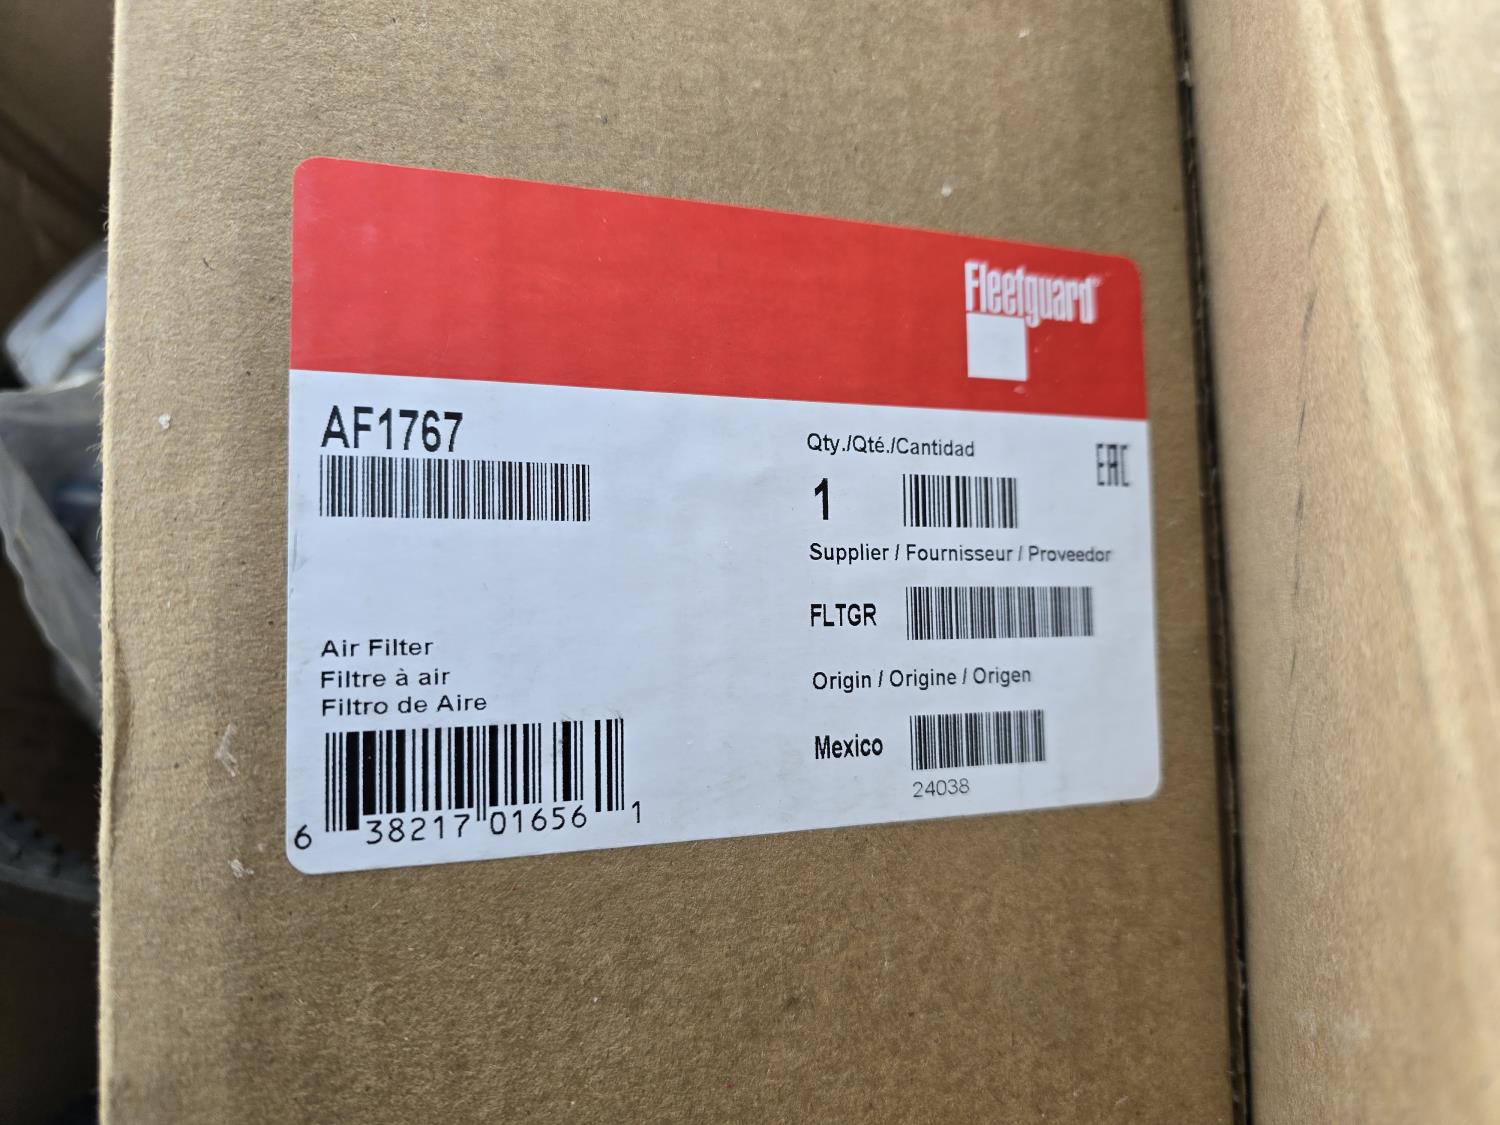 Fleetguard®
AF1767
Qty./Qté./Cantidad
EAC
1
Supplier / Fournisseur / Proveedor
FLTGR
Air Filter
Filtre à air
Filtro de Aire
Origin / Origine / Origen
Mexico
24038
6 38217 01656 1